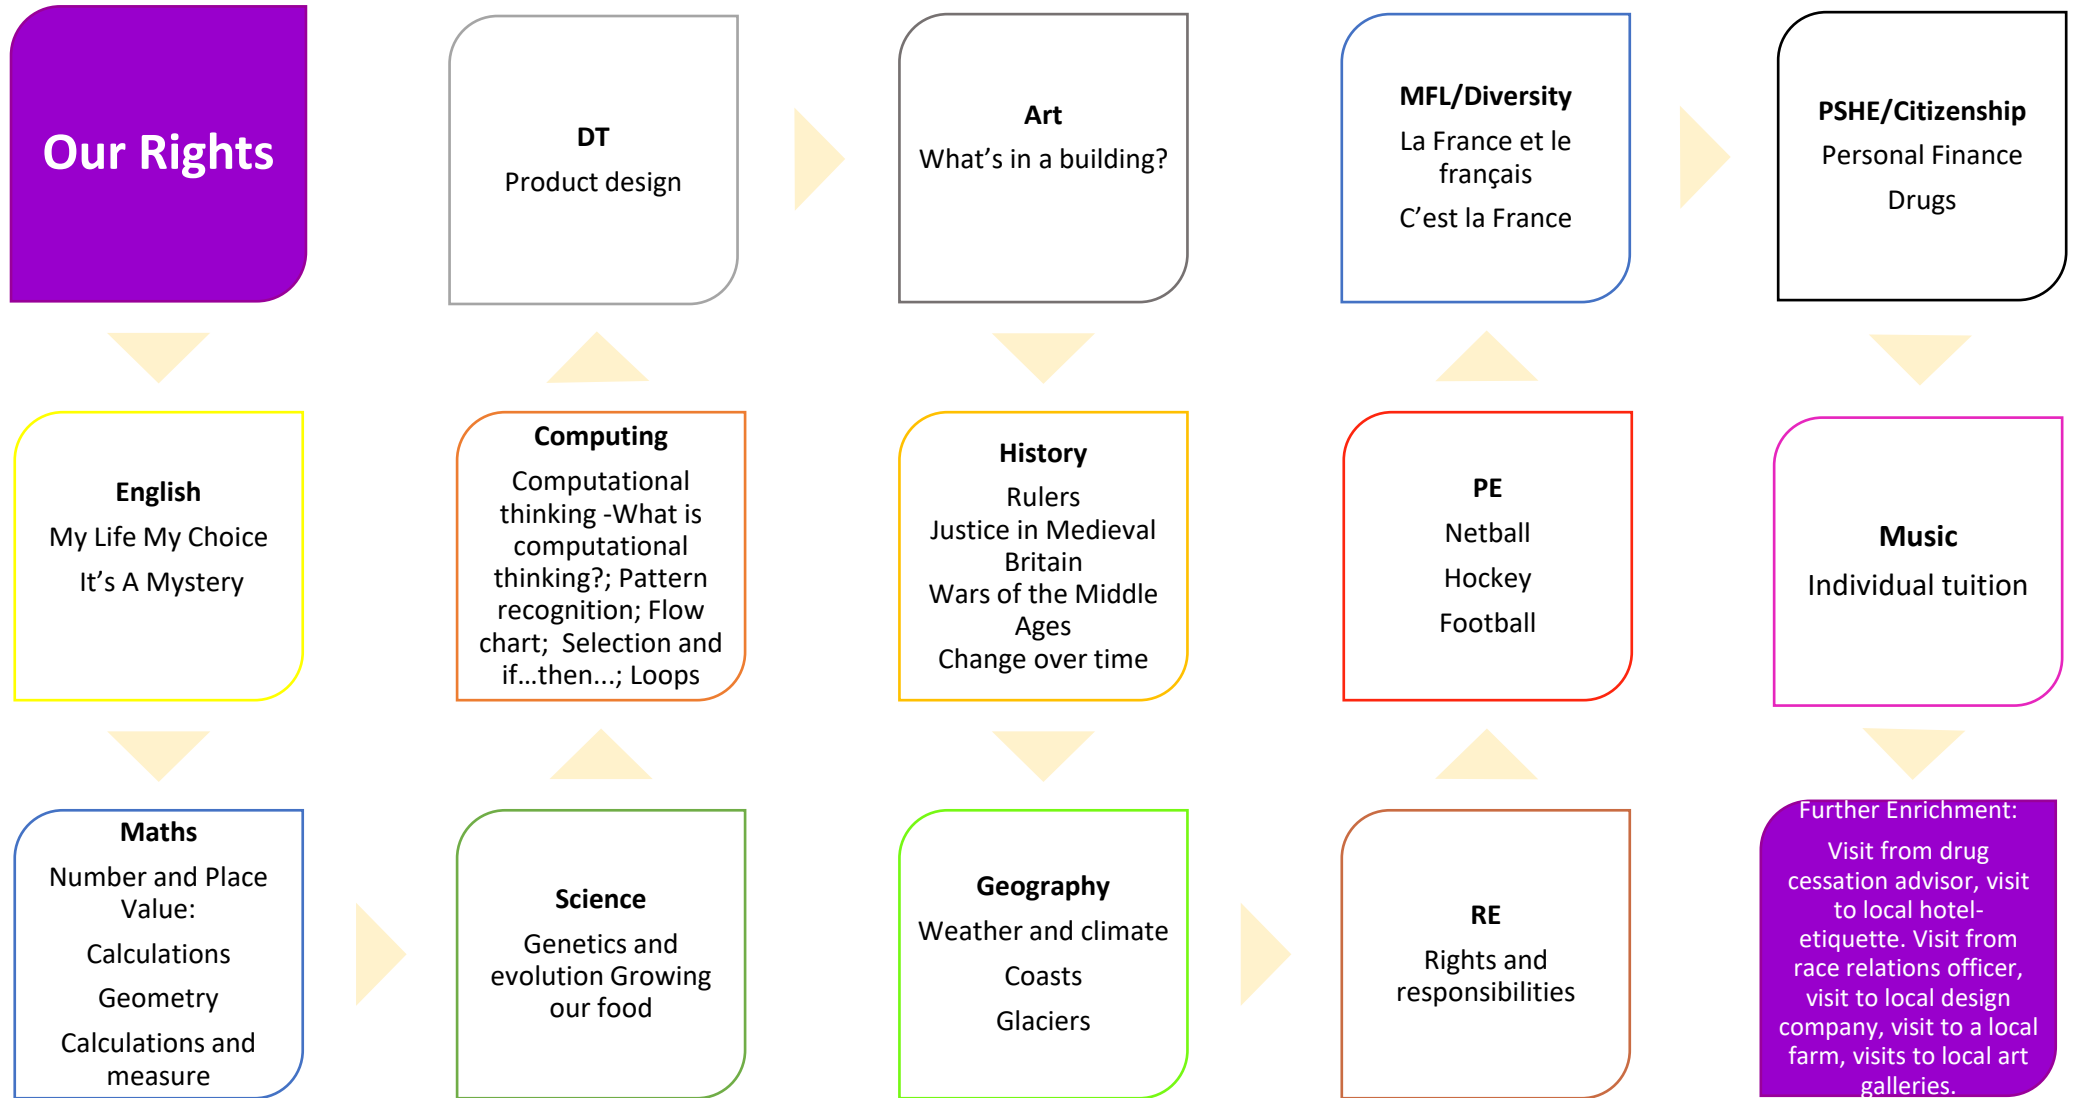 Our Rights
English
My Life My Choice
It's A Mystery
Maths
Number and Place
Value:
Calculations
Geometry
Calculations and
measure
Science
Genetics and
evolution Growing
our food
Computing
Computational
thinking -What is
computational
thinking?; Pattern
recognition; Flow
chart;  Selection and
if...then...; Loops
DT
Product design
Art
What's in a building?
History
Rulers
Justice in Medieval
Britain
Wars of the Middle
Ages
Change over time
Geography
Weather and climate
Coasts
Glaciers
RE
Rights and
responsibilities
PE
Netball
Hockey
Football
MFL/Diversity
La France et le
français
C'est la France
PSHE/Citizenship
Personal Finance
Drugs
Music
Individual tuition
Further Enrichment:
Visit from drug
cessation advisor, visit
to local hotel-
etiquette. Visit from
race relations officer,
visit to local design
company, visit to a local
farm, visits to local art
galleries.